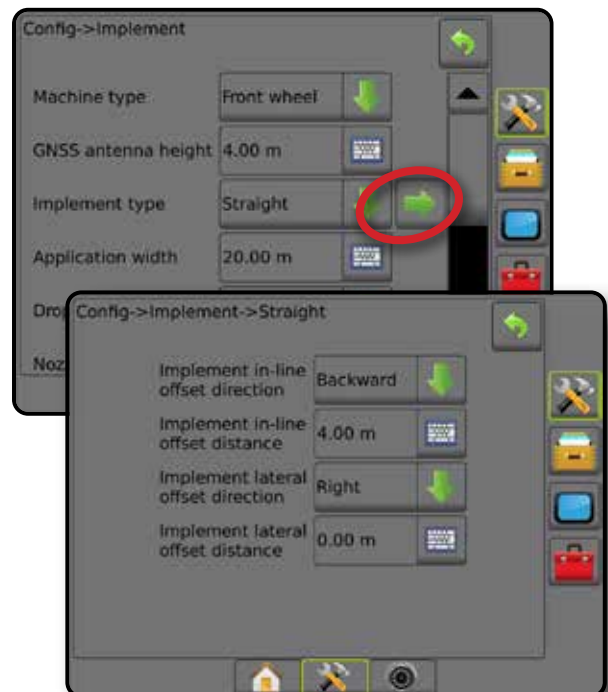 Config->Implement
Machine type
Front wheel
GNSS antenna height
4.00 m
Implement type
Straight
Application width
20.00 m
Config->Implement->Straight
Implement in-line
offset direction
Backward
Implement in-line
offset distance
4.00 m
Implement lateral
offset direction
Right
Implement lateral
offset distance
0.00 m